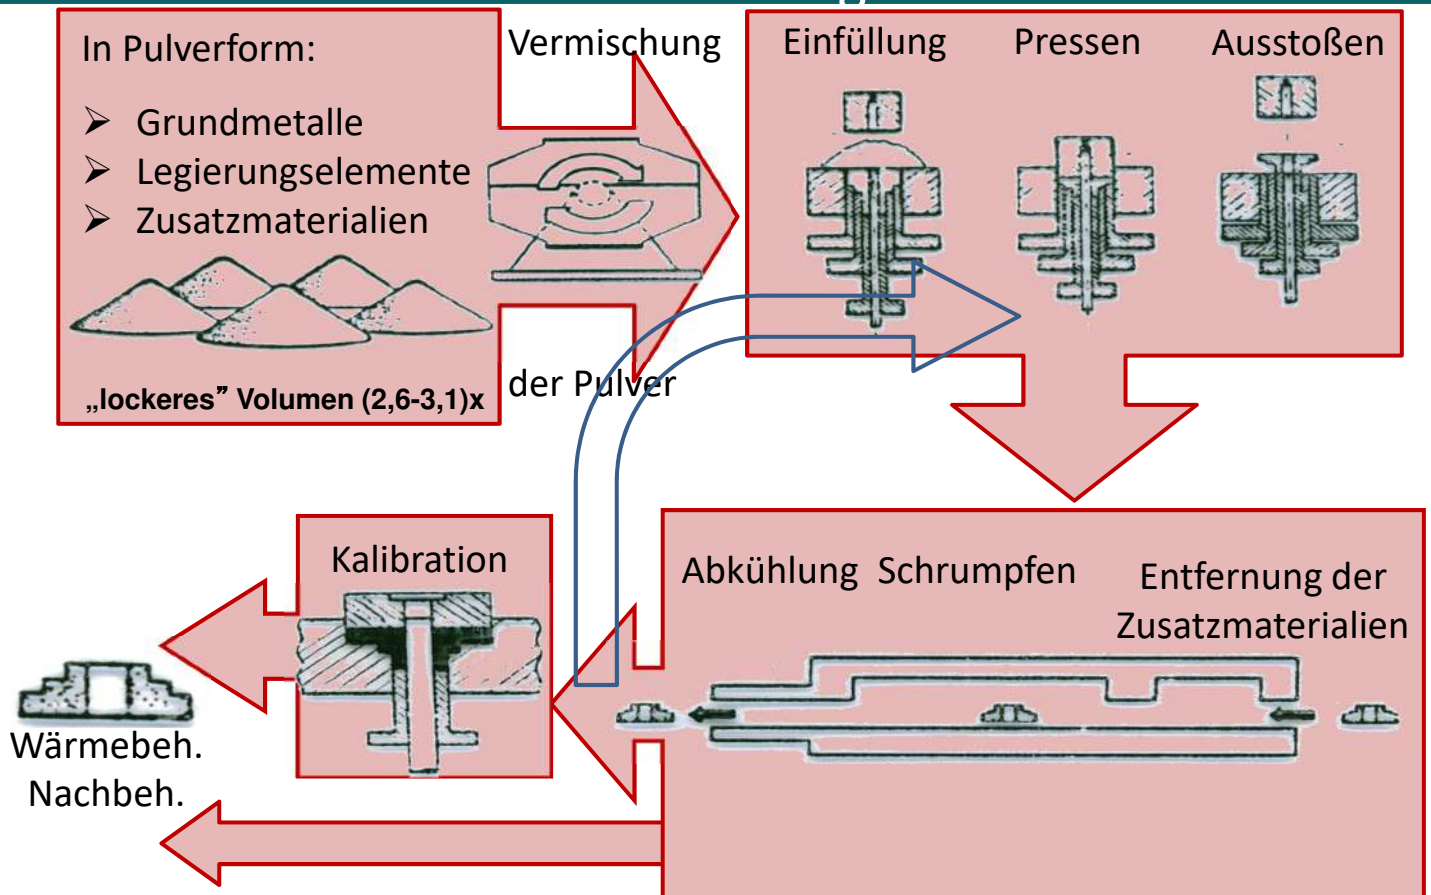 In Pulverform:
➢ Grundmetalle
➢ Legierungselemente
➢ Zusatzmaterialien
„lockeres” Volumen (2,6-3,1)x
Vermischung
der Pulver
Einfüllung
Pressen
Ausstoßen
Entfernung der
Zusatzmaterialien
Schrumpfen
Abkühlung
Kalibration
Wärmebeh.
Nachbeh.